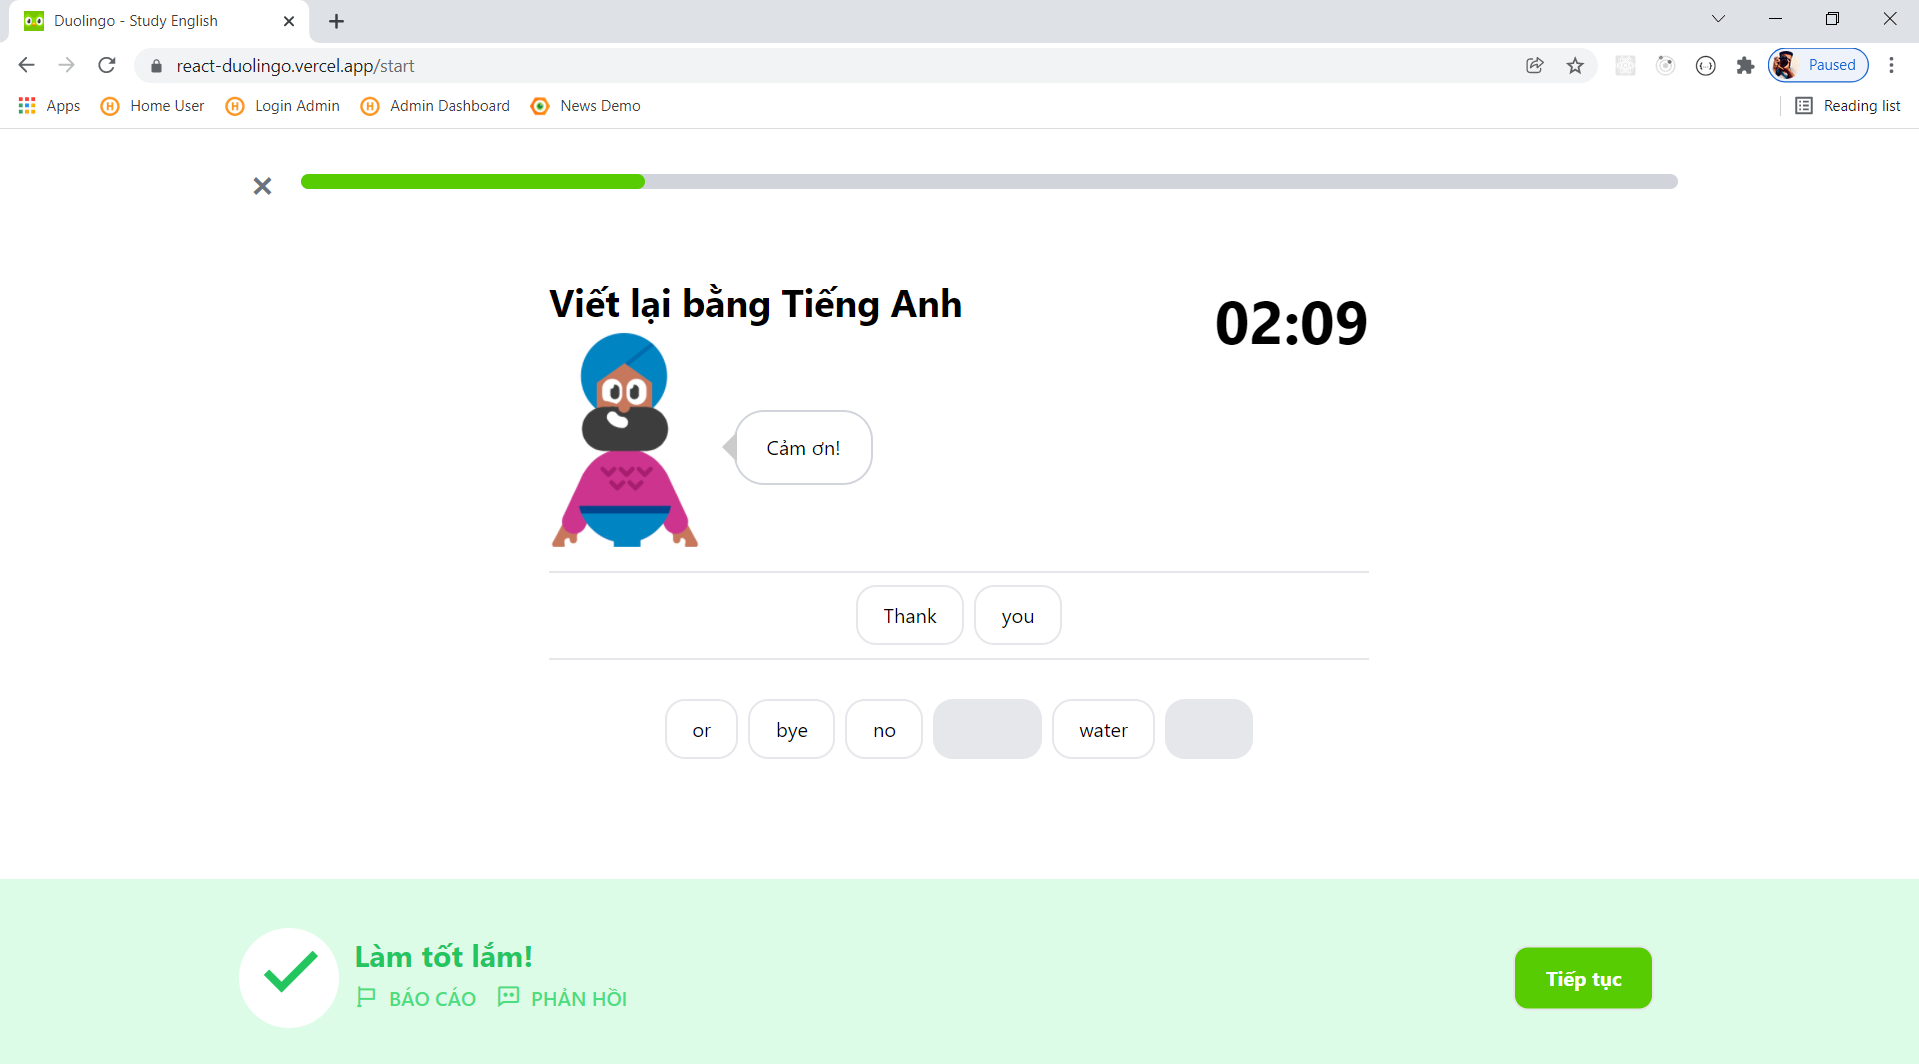 Duolingo - Study English
react-duolingo.vercel.app/start
Paused
Apps
Home User
Login Admin
Admin Dashboard
News Demo
Reading list
Viết lại bằng Tiếng Anh
02:09
Cảm ơn!
Thank you
or bye no water
Làm tốt lắm!
BÁO CÁO PHẢN HỒI
Tiếp tục